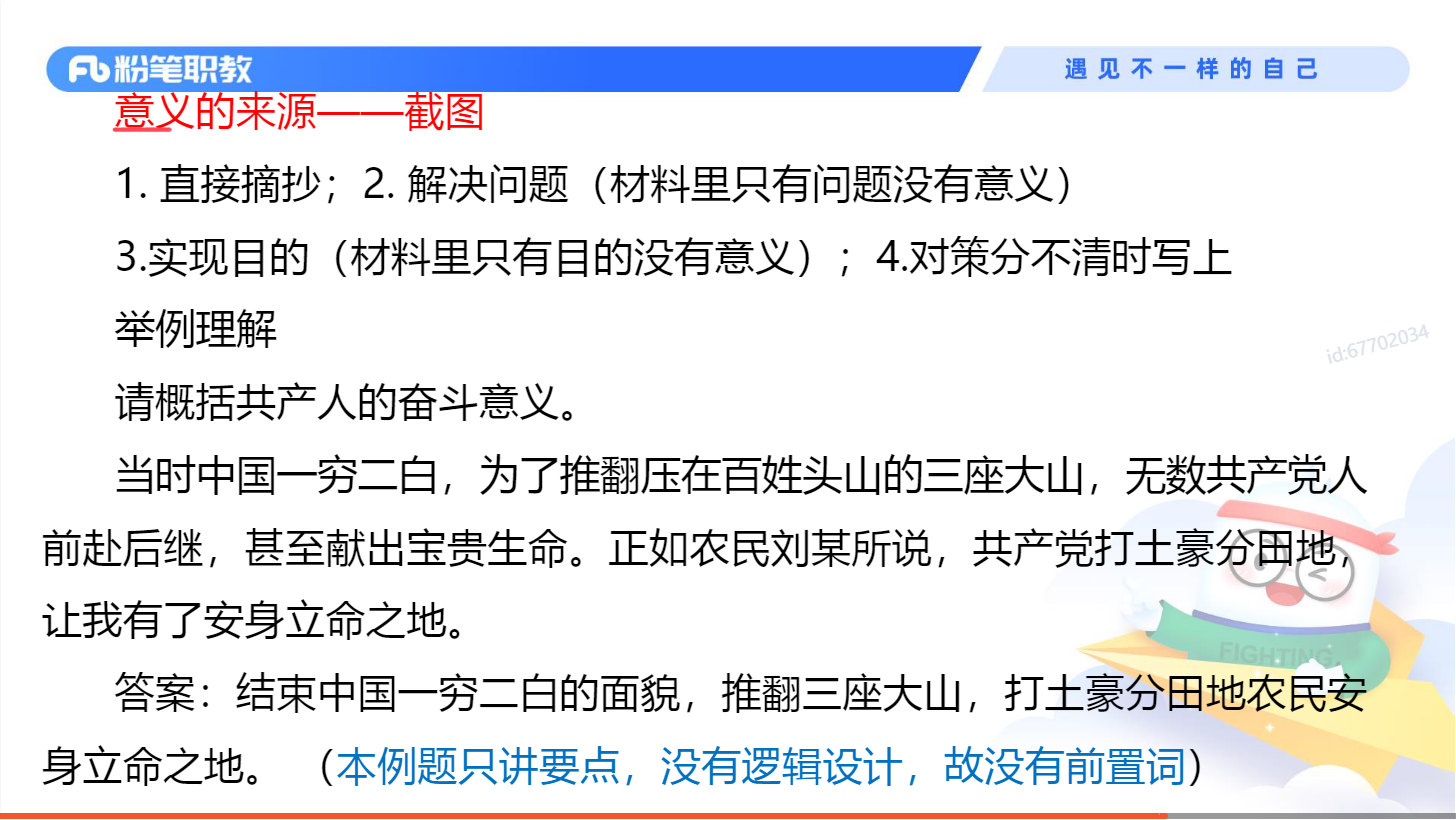 粉笔职教
遇见不一样的自己
意义的来源——截图
1. 直接摘抄；2. 解决问题（材料里只有问题没有意义）
3.实现目的（材料里只有目的没有意义）；4.对策分不清时写上
举例理解
请概括共产人的奋斗意义。
当时中国一穷二白，为了推翻压在百姓头山的三座大山，无数共产党人
前赴后继，甚至献出宝贵生命。正如农民刘某所说，共产党打土豪分田地，
让我有了安身立命之地。
答案：结束中国一穷二白的面貌，推翻三座大山，打土豪分田地农民安
身立命之地。（本例题只讲要点，没有逻辑设计，故没有前置词）
id:67702034
FIGHTING.